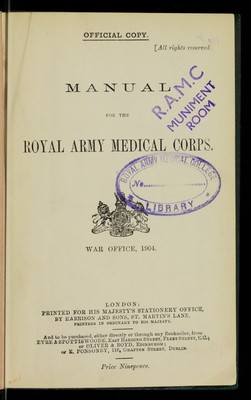 OFFICIAL COPY.
[All rights reserved.
R.A.M.C
MUNIMENT
ROOM
MANUAL
FOR THE
ROYAL ARMY MEDICAL CORPS.
ROYAL ARMY MEDICAL COLLEGE
No.
LIBRARY
WAR OFFICE, 1904.
LONDON:
PRINTED FOR HIS MAJESTY'S STATIONERY OFFICE,
BY HARRISON AND SONS, ST. MARTIN'S LANE,
PRINTERS IN ORDINARY TO HIS MAJESTY.
And to be purchased, either directly or through any Bookseller, from
EYRE & SPOTTISWOODE, EAST HARDING STREET, FLEET STREET, E.C.;
or OLIVER & BOYD, EDINBURGH;
or E. PONSONBY, 116, GRAFTON STREET, DUBLIN.
Price Ninepence.